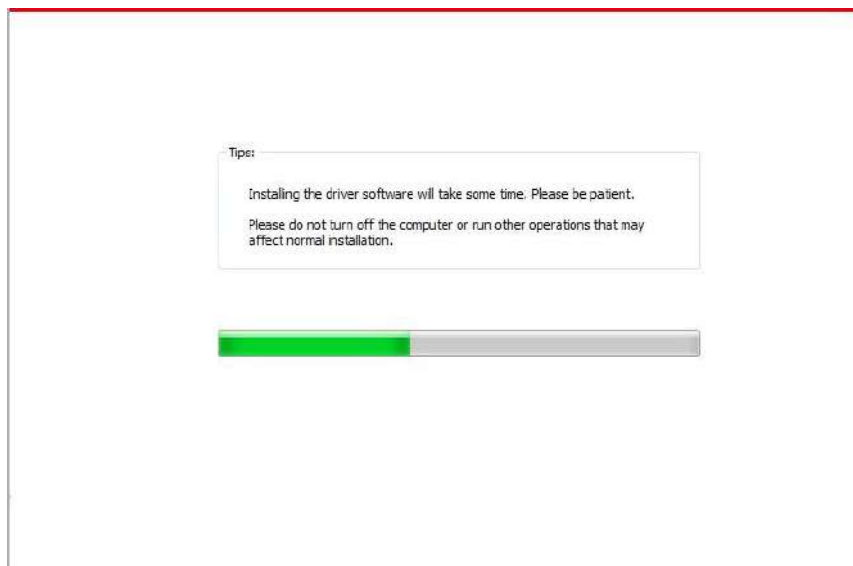 Tips:
Installing the driver software will take some time. Please be patient.
Please do not turn off the computer or run other operations that may
affect normal installation.